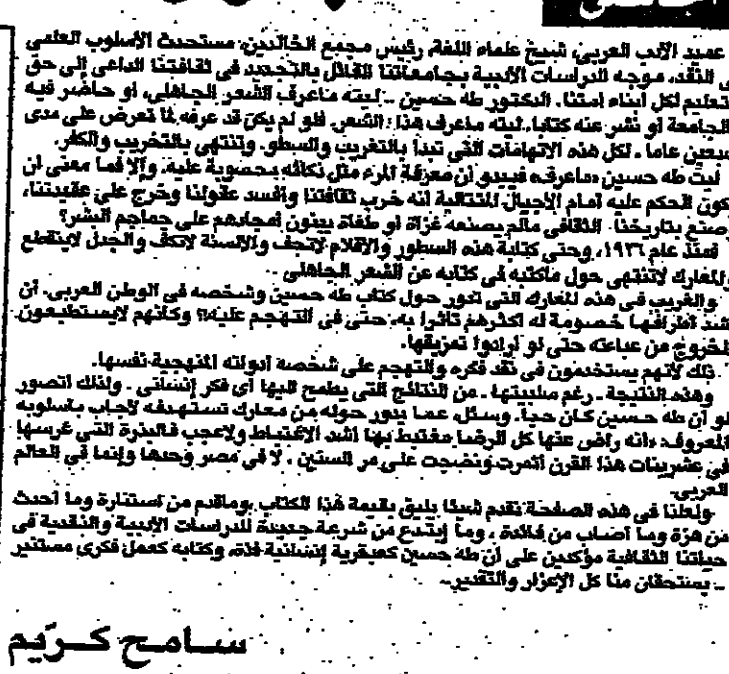 عميد الأدب العربي، شيخ علماء اللغة، رئيس مجمع الخالدين، مستحدث الأسلوب العلمي
في النقد، موجه الدراسات الأدبية بجامعاتنا القائل بالتجديد في ثقافتنا الداعي إلى حق
التعليم لكل أبناء أمتنا. الدكتور طه حسين .. ليته ماعرف الشعر الجاهلي، أو حاضر فيه
الجامعة أو نشر عنه كتابا. ليته ماعرف هذا الشعر. فلو لم يكن قد عرفه لما تعرض على مدى
سبعين عاما. لكل هذه الاتهامات التي تبدأ بالتغريب والسطو. وتنتهي بالتخريب والكفر.
ليت طه حسين «ماعرف» فيبدو أن معرفة المرء مثل ذكائه محسوبة عليه. وإلا فما معنى أن
يكون الحكم عليه أمام الأجيال المتتالية أنه خرب ثقافتنا وأفسد عقولنا وخرج على عقيدتنا،
وصنع بتاريخنا الثقافي مالم يصنعه غزاة أو طغاة يبنون أمجادهم على جماجم البشر؟
فمنذ عام ١٩٢٦، وحتى كتابة هذه السطور والأقلام لاتجف والألسنة لاتكف والجدل لاينقطع
والمعارك لاتنتهي حول ماكتبه في كتابه عن الشعر الجاهلي ..
والغريب في هذه المعارك التي تدور حول كتاب طه حسين وشخصه في الوطن العربي. أن
أشد أطرافها خصومة له أكثرهم تأثرا به، حتى في التهجم عليه؟! وكأنهم لايستطيعون
الخروج من عباءته حتى لو أرادوا تمزيقها.
ذلك لأنهم يستخدمون في نقد فكره والتهجم على شخصه أدواته المنهجية نفسها.
وهذه النتيجة ـ رغم سلبيتها ـ من النتائج التي يطمح إليها أي فكر إنساني. ولذلك أتصور
لو أن طه حسين كان حيا. وسئل عما يدور حوله من معارك تستهدفه لأجاب بأسلوبه
المعروف «أنه راض عنها كل الرضا مغتبط بها أشد الاغتباط ولاعجب فالبذرة التي غرسها
في عشرينات هذا القرن أثمرت ونضجت على مر السنين، لا في مصر وحدها وإنما في العالم
العربي.
ولعلنا في هذه الصفحة نقدم شيئا يليق بقيمة هذا الكتاب بوماقدم من استنارة وما أحدث
من هزة وما أصاب من فائدة، وما إبتدع من شرعة جديدة للدراسات الأدبية والنقدية في
حياتنا الثقافية مؤكدين على أن طه حسين كعبقرية إنسانية فذة، وكتابه كعمل فكري مستنير
ـ يستحقان منا كل الإعزاز والتقدير..
سامح كريم